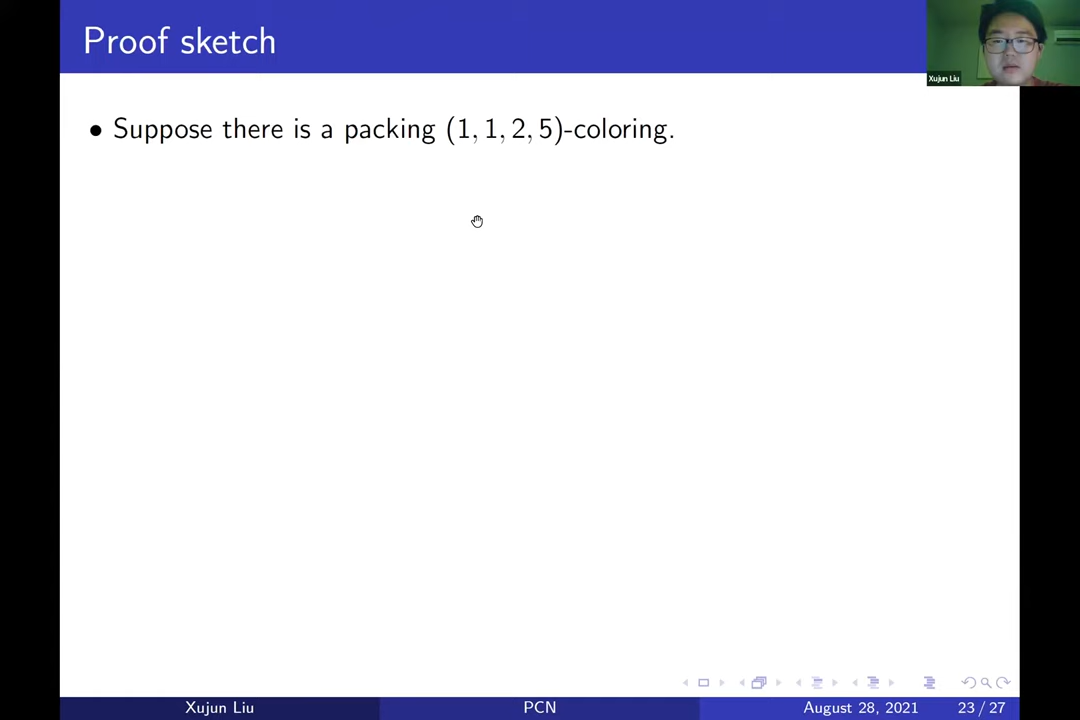 Proof sketch
Xujun Liu
• Suppose there is a packing (1, 1, 2, 5)-coloring.
Xujun Liu PCN August 28, 2021 23 / 27